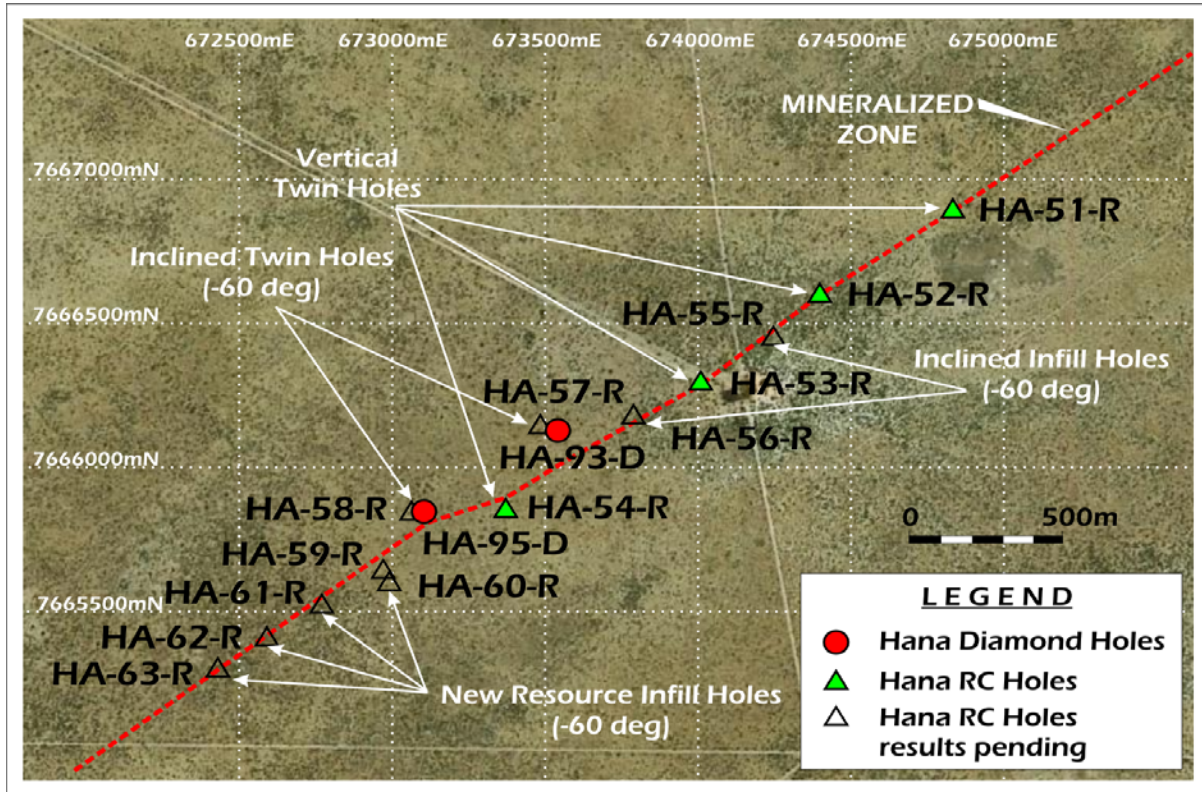 672500mE 673000mE 673500mE 674000mE 674500mE 675000mE
MINERALIZED
ZONE
Vertical
Twin Holes
7667000mN
HA-51-R
Inclined Twin Holes
(-60 deg)
HA-52-R
HA-55-R
7666500mN
Inclined Infill Holes
(-60 deg)
HA-53-R
HA-57-R
HA-56-R
HA-93-D
7666000mN
HA-58-R
HA-54-R
HA-95-D
0 500m
HA-59-R
HA-60-R
HA-61-R
7665500mN
HA-62-R
HA-63-R
New Resource Infill Holes
(-60 deg)
LEGEND
Hana Diamond Holes
Hana RC Holes
Hana RC Holes
results pending